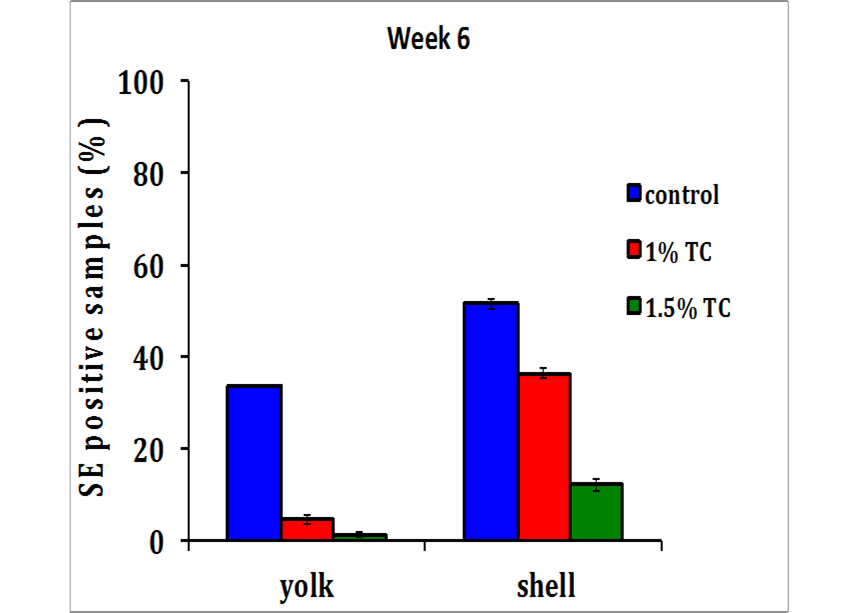 Week 6
100
80
60
40
20
0
SE positive samples (%)
control
1% TC
1.5% TC
yolk
shell